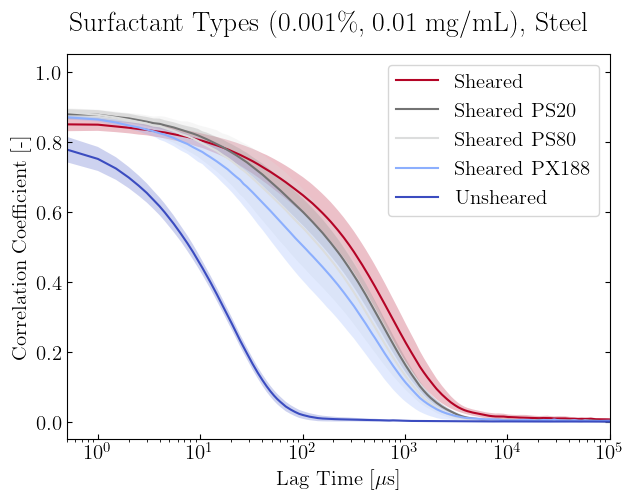 Surfactant Types (0.001%, 0.01 mg/mL), Steel
Correlation Coefficient [-]
1.0
0.8
0.6
0.4
0.2
0.0
Sheared
Sheared PS20
Sheared PS80
Sheared PX188
Unsheared
10⁰ 10¹ 10² 10³ 10⁴ 10⁵
Lag Time [μs]